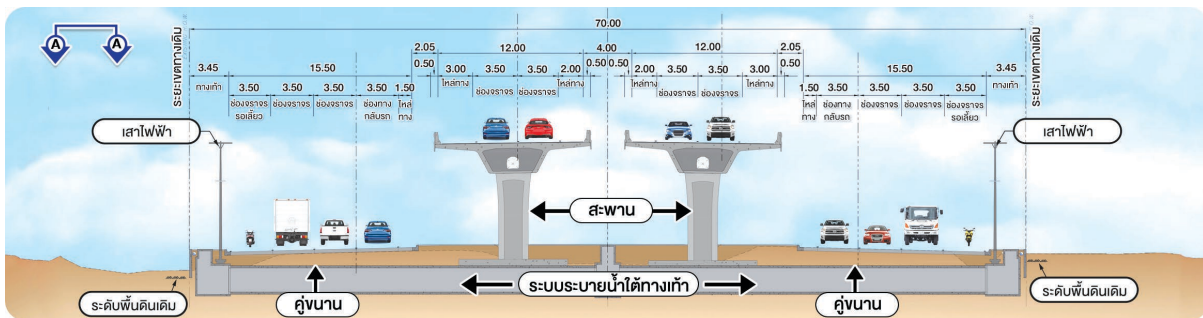 A A
70.00
2.05 12.00 4.00 12.00 2.05
0.50 0.50 0.50 0.50
3.45 15.50 3.00 3.50 3.50 2.00 2.00 3.50 3.50 3.00 15.50 3.45
ทางเท้า ไหล่ทาง ช่องจราจร ช่องจราจร ไหล่ทาง ไหล่ทาง ช่องจราจร ช่องจราจร ไหล่ทาง ทางเท้า
3.50 3.50 3.50 3.50 1.50 1.50 3.50 3.50 3.50 3.50
ช่องจราจรรอเลี้ยว ช่องจราจร ช่องจราจร ช่องทางกลับรถ ไหล่ทาง ไหล่ทาง ช่องทางกลับรถ ช่องจราจร ช่องจราจร ช่องจราจรรอเลี้ยว
ระยะเขตทางเดิม
ระยะเขตทางเดิม
เสาไฟฟ้า
เสาไฟฟ้า
สะพาน
ระบบระบายน้ำใต้ทางเท้า
ระดับพื้นดินเดิม
คู่ขนาน
คู่ขนาน
ระดับพื้นดินเดิม